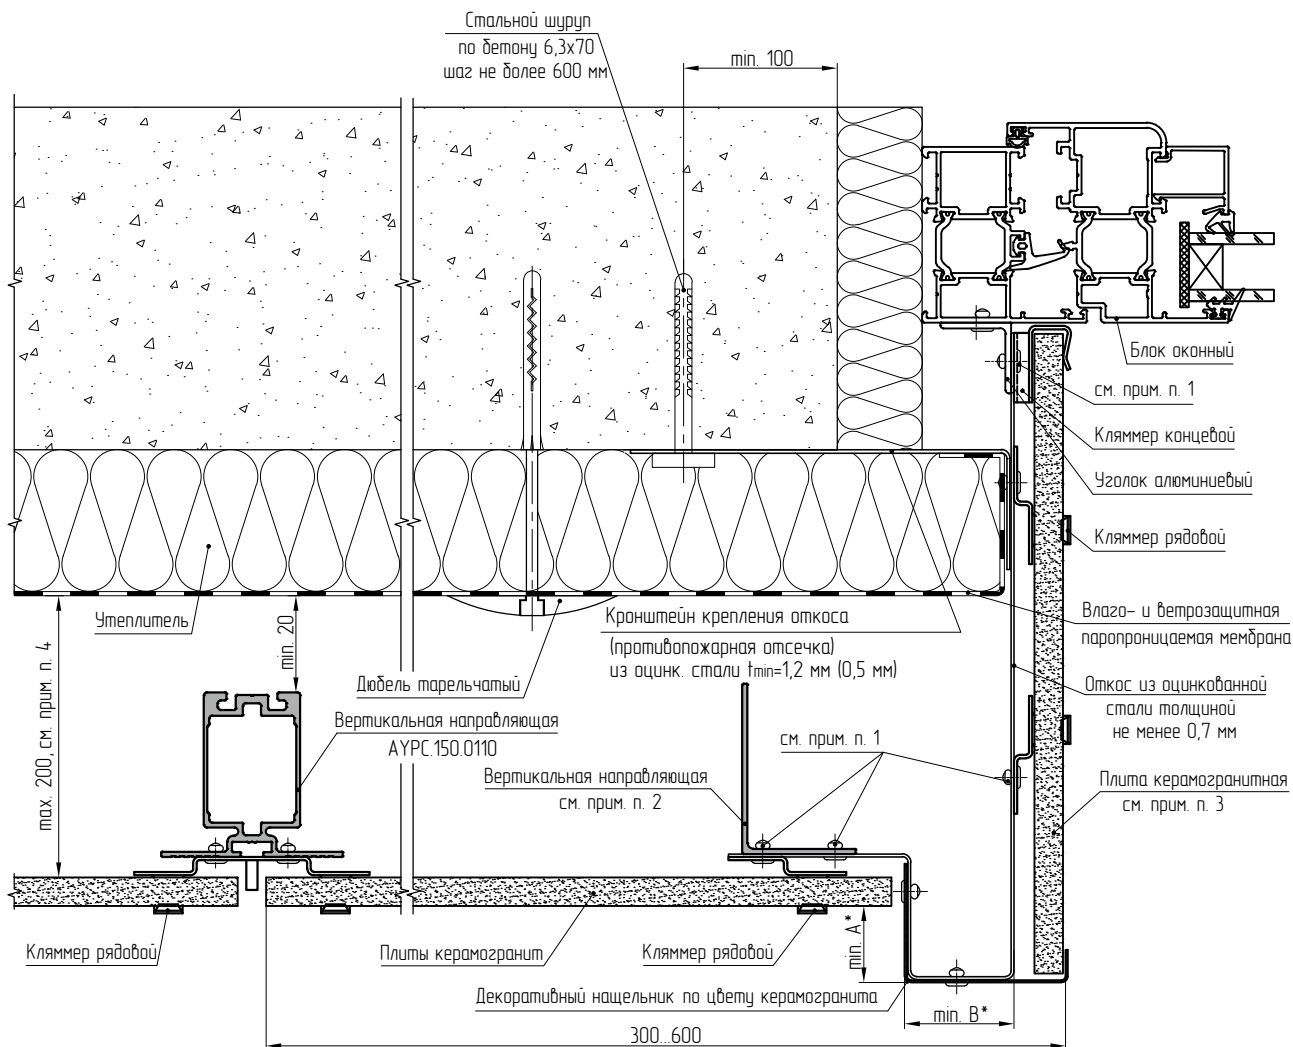 Стальной шуруп
по бетону 6,3х70
шаг не более 600 мм
min. 100
Блок оконный
см. прим. п. 1
Кляммер концевой
Уголок алюминиевый
Кляммер рядовой
Утеплитель
min. 20
max. 200, см. прим. п. 4
Кронштейн крепления откоса
(противопожарная отсечка)
из оцинк. стали tmin=1,2 мм (0,5 мм)
Влаго- и ветрозащитная
паропроницаемая мембрана
Дюбель тарельчатый
Откос из оцинкованной
стали толщиной
не менее 0,7 мм
Вертикальная направляющая
АУРС.150.0110
см. прим. п. 1
Вертикальная направляющая
см. прим. п. 2
Плита керамогранитная
см. прим. п. 3
Кляммер рядовой
Плиты керамогранит
Кляммер рядовой
min. A*
Декоративный нащельник по цвету керамогранита
min. B*
300...600